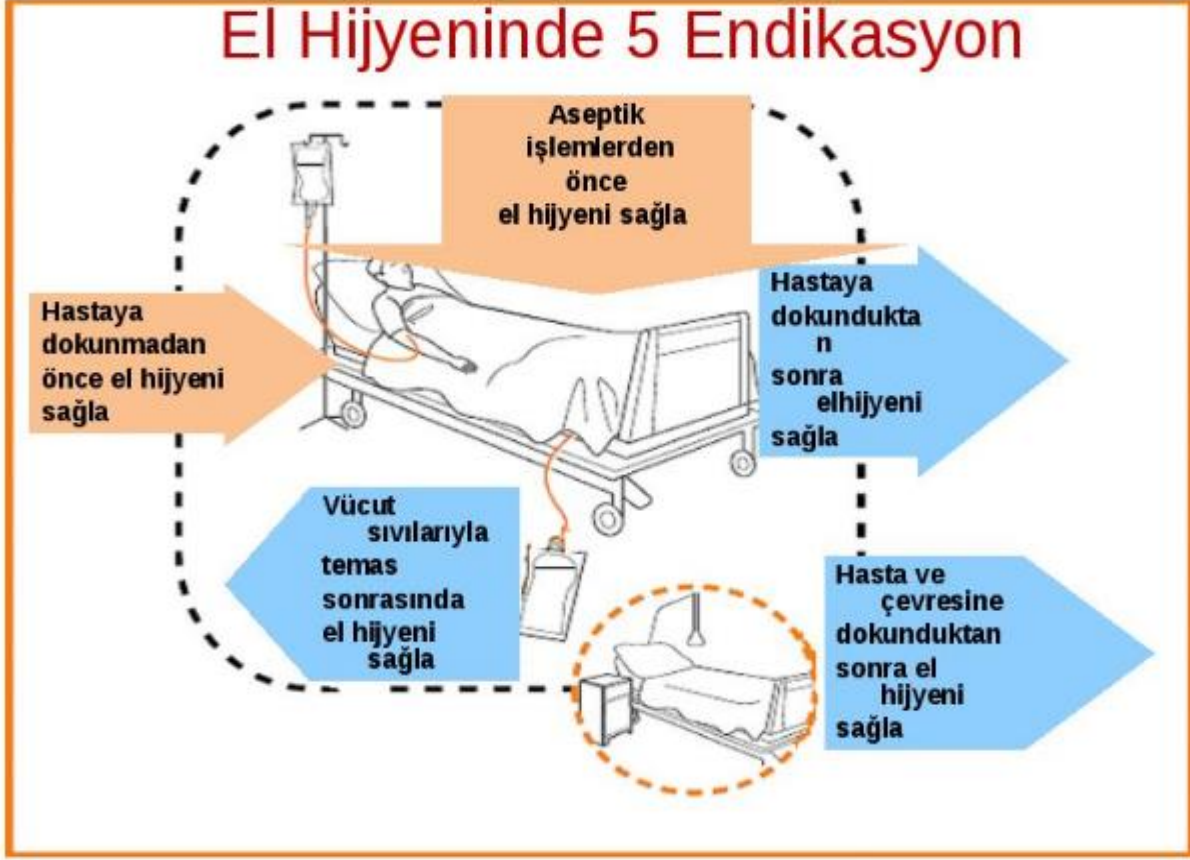 El Hijyeninde 5 Endikasyon
Aseptik
işlemlerden
önce
el hijyeni sağla
Hastaya
dokunmadan
önce el hijyeni
sağla
Hastaya
dokundukta
n
sonra
elhijyeni
sağla
Vücut
sıvılarıyla
temas
sonrasında
el hijyeni
sağla
Hasta ve
çevresine
dokunduktan
sonra el
hijyeni
sağla